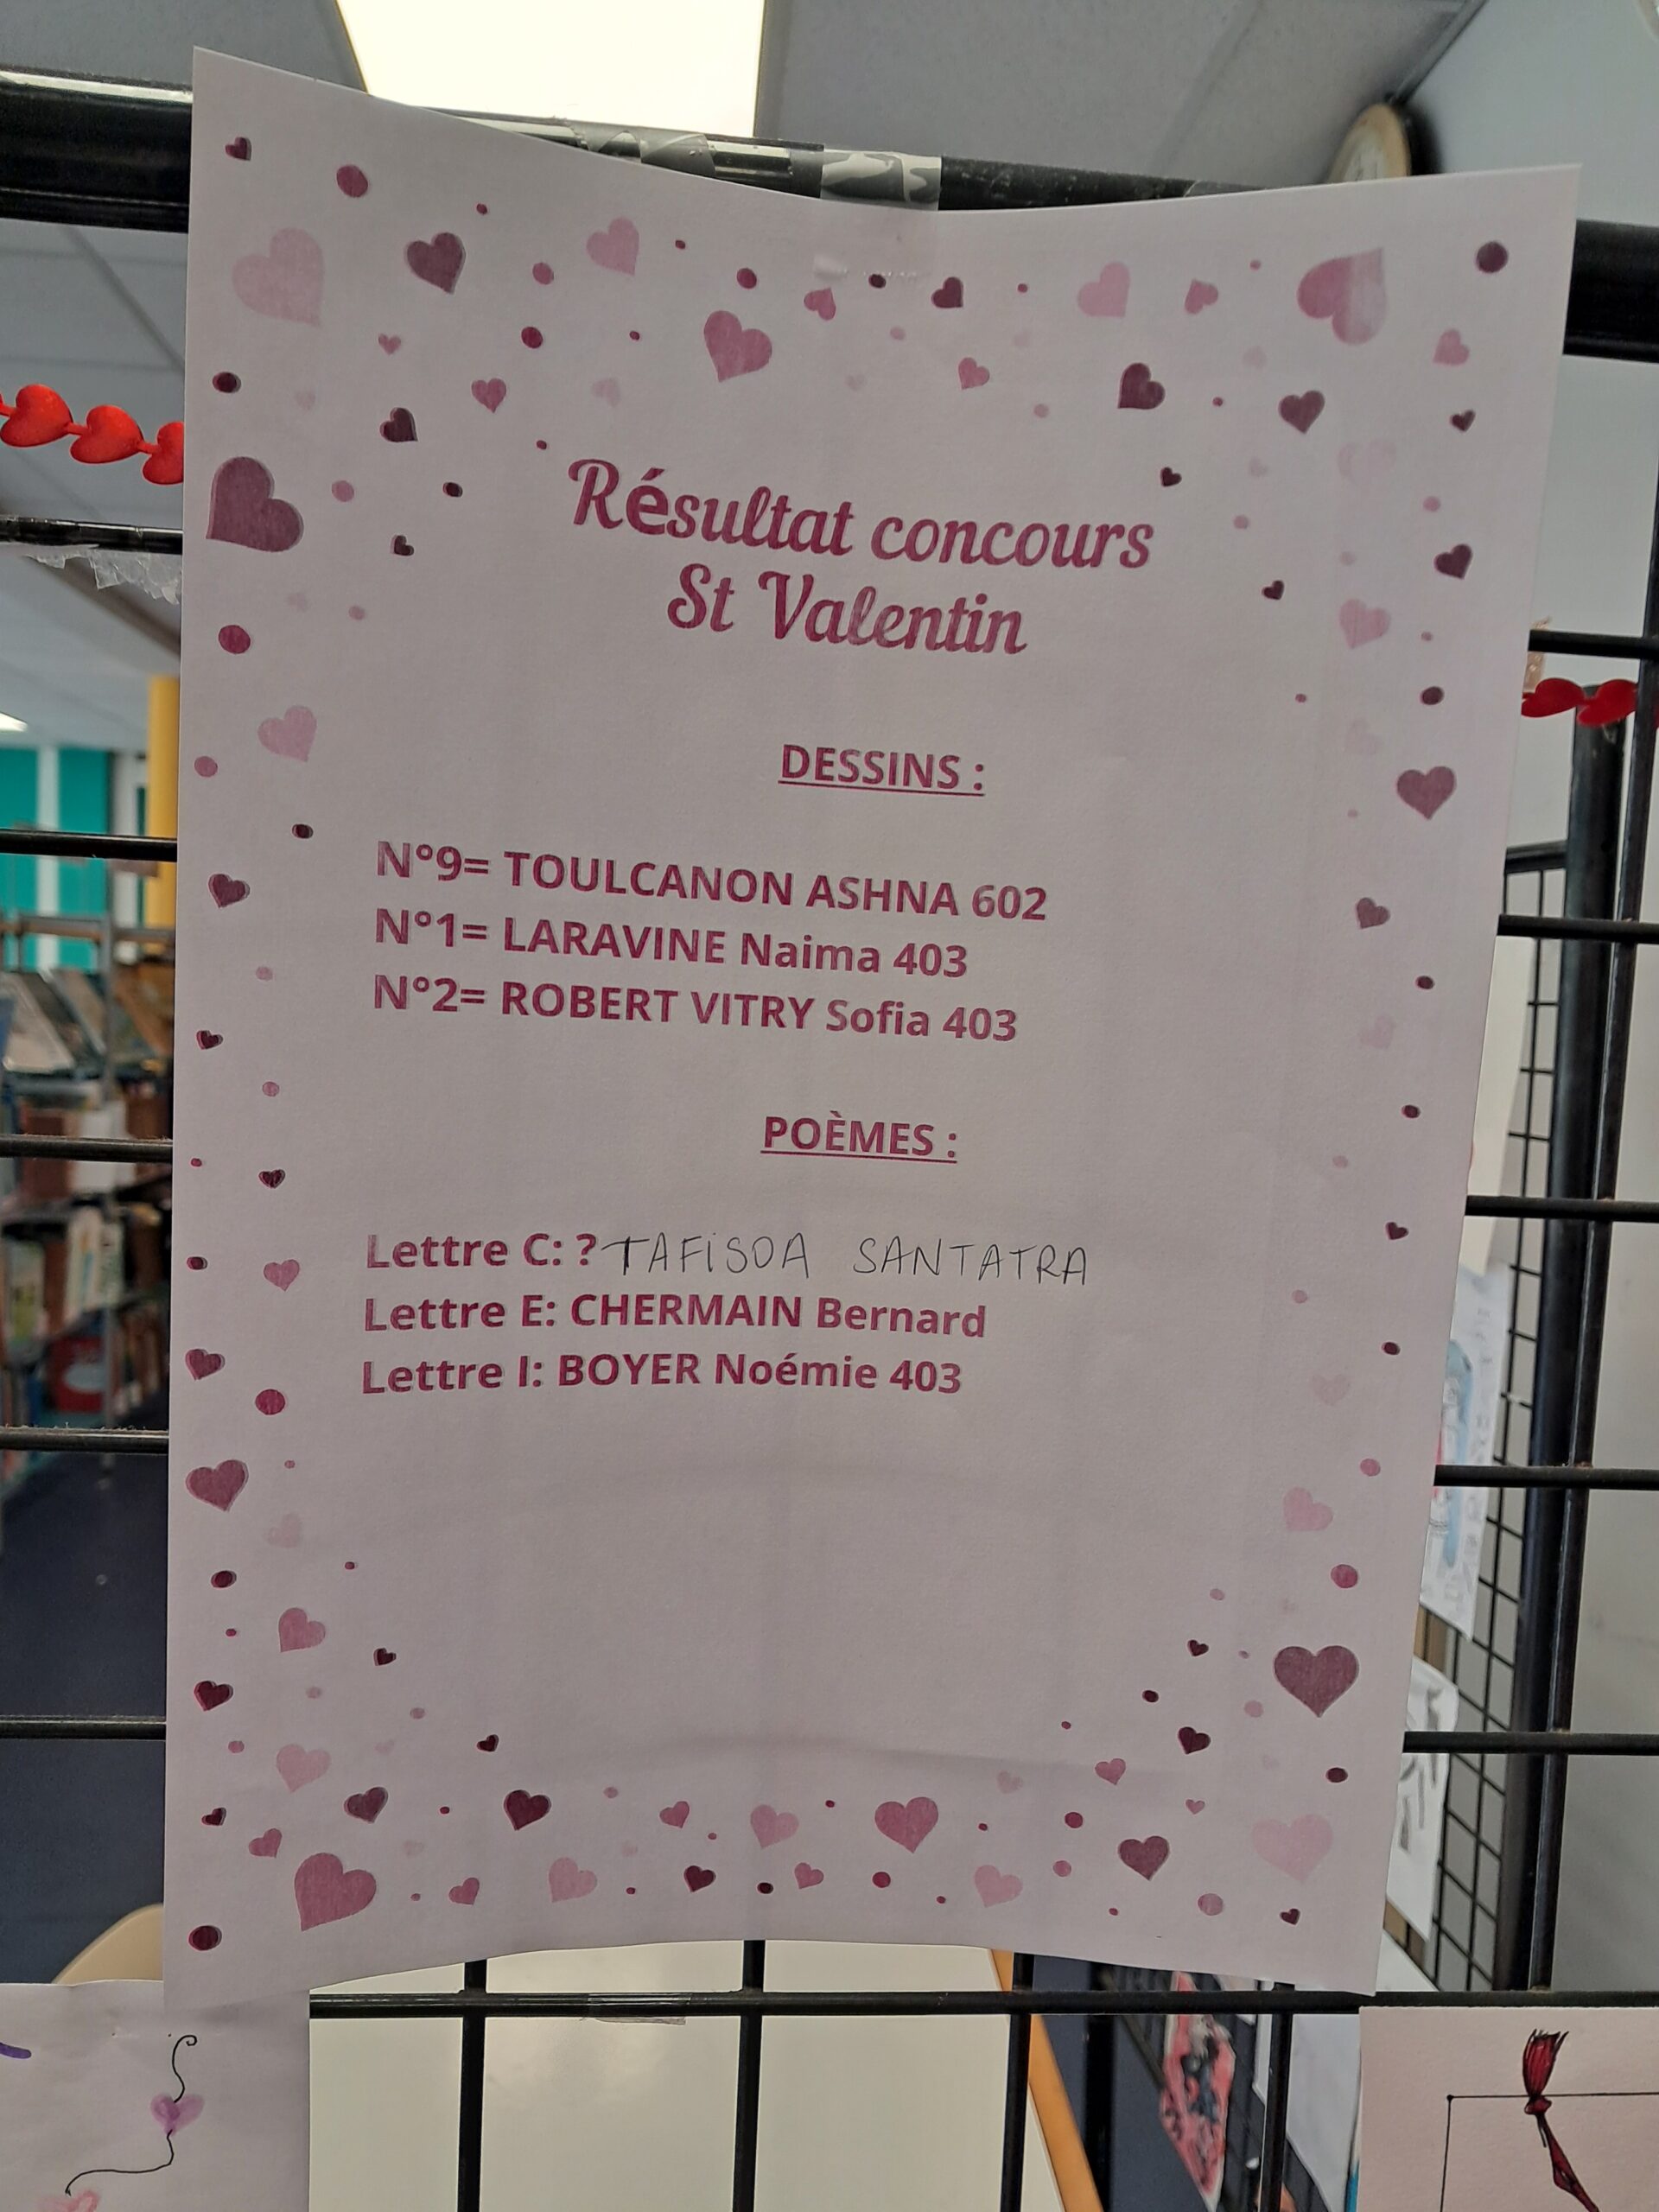 Résultat concours
St Valentin
DESSINS :
N°9= TOULCANON ASHNA 602
N°1= LARAVINE Naima 403
N°2= ROBERT VITRY Sofia 403
POÈMES :
Lettre C: ? TAFiSOA SANTATRA
Lettre E: CHERMAIN Bernard
Lettre I: BOYER Noémie 403